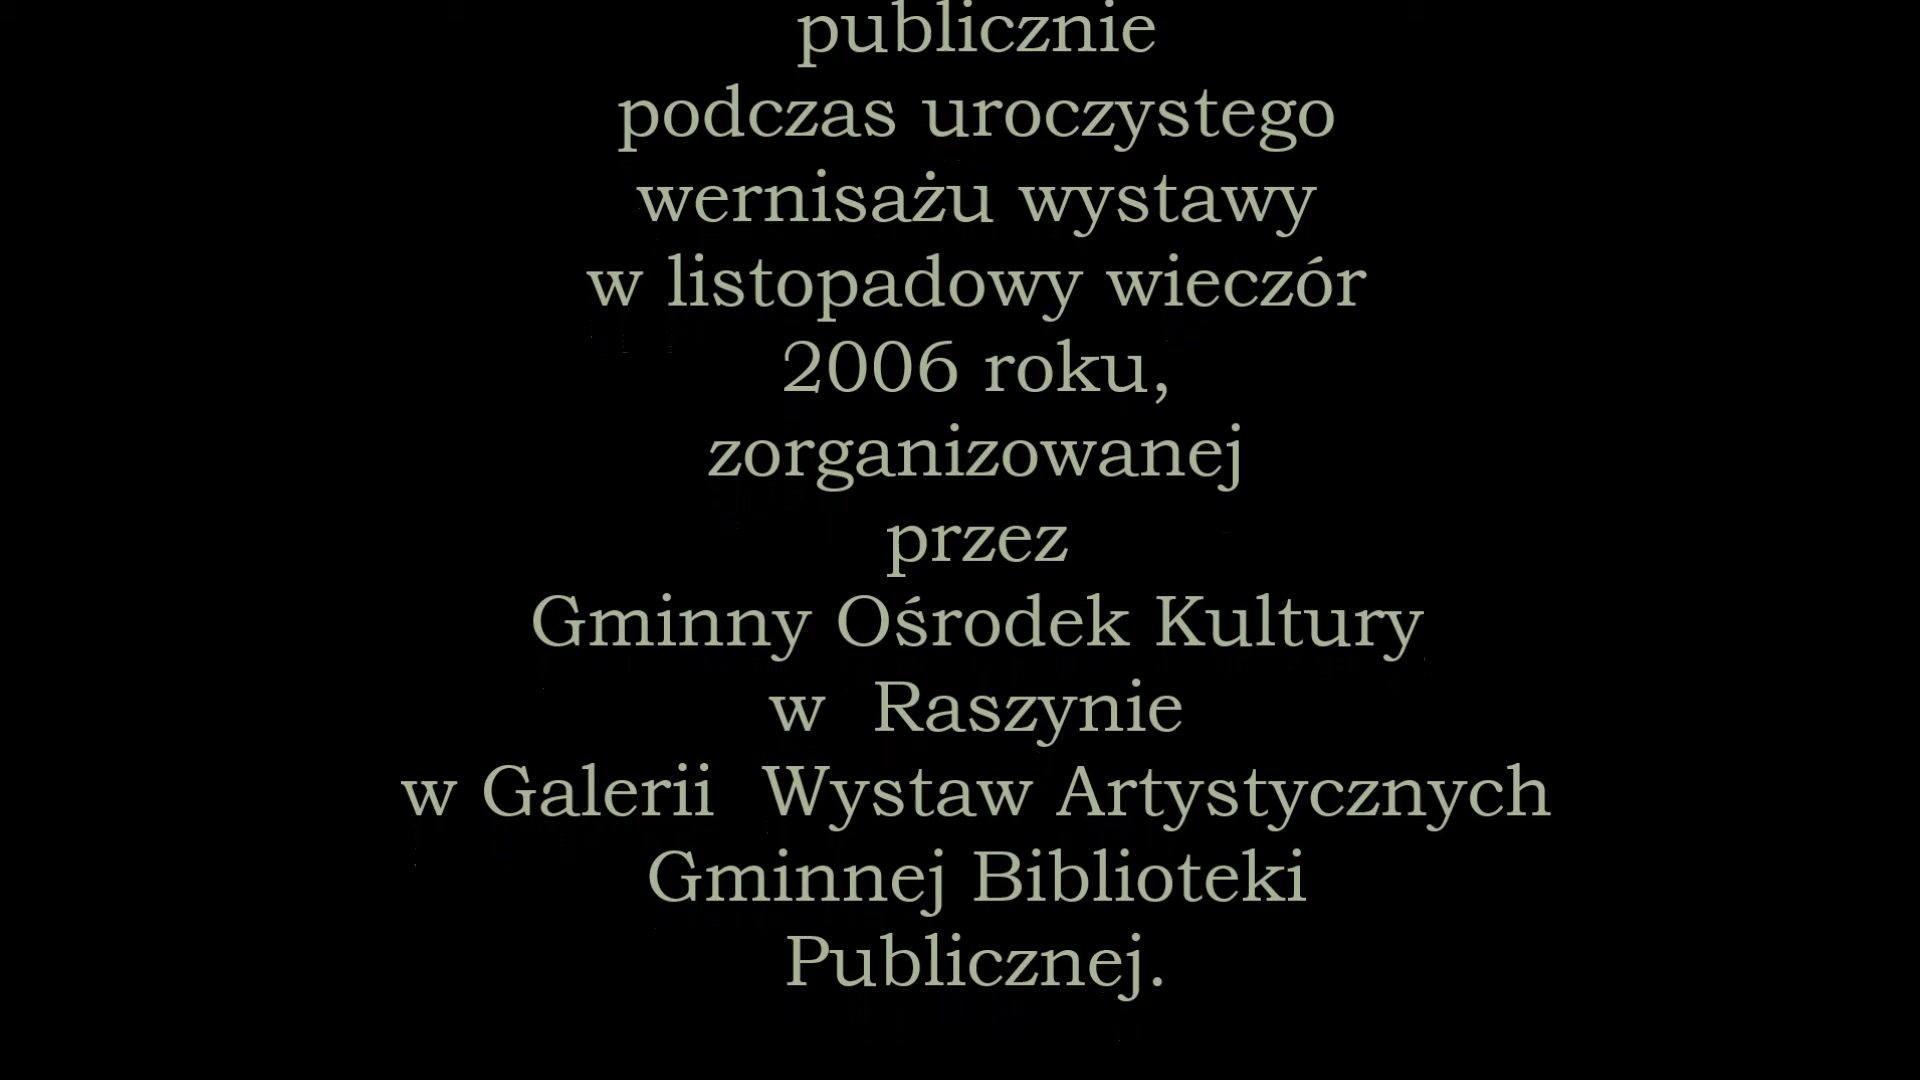 publicznie
podczas uroczystego
wernisażu wystawy
w listopadowy wieczór
2006 roku,
zorganizowanej
przez
Gminny Ośrodek Kultury
w  Raszynie
w Galerii  Wystaw Artystycznych
Gminnej Biblioteki
Publicznej.